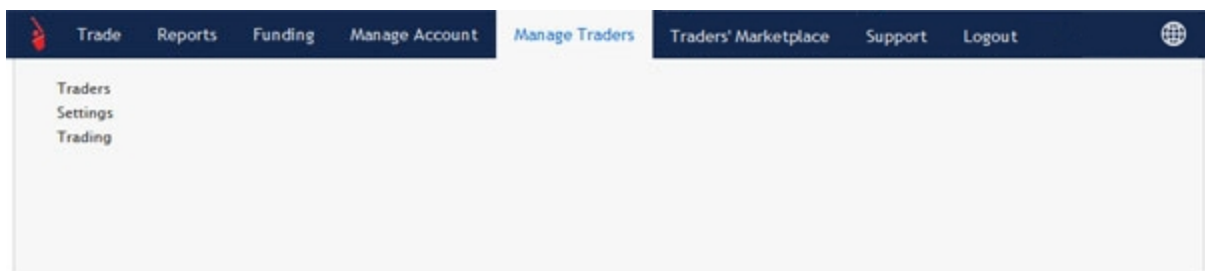 Trade Reports Funding Manage Account Manage Traders Traders' Marketplace Support Logout
Traders
Settings
Trading